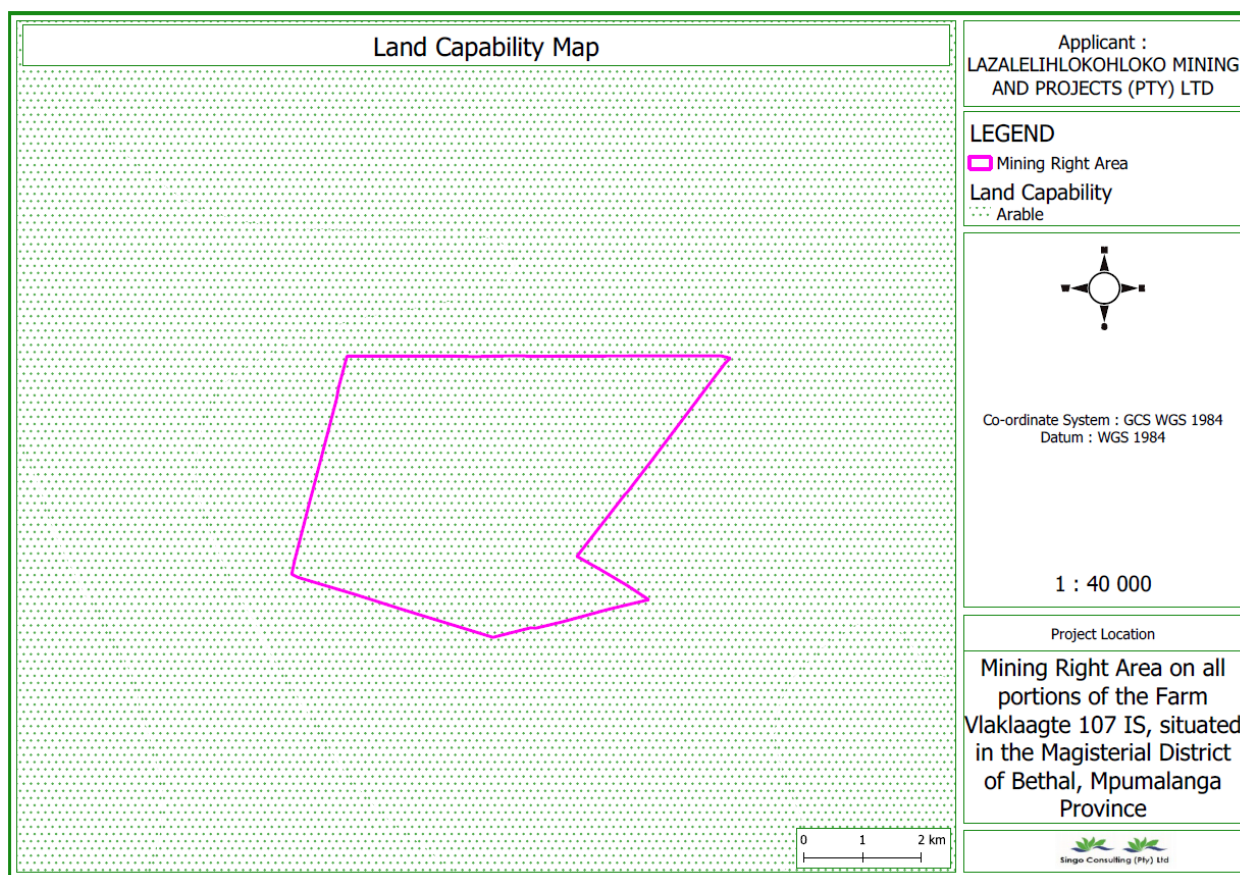 Land Capability Map
Applicant :
LAZALELIHLOKOHLOKO MINING
AND PROJECTS (PTY) LTD
LEGEND
Mining Right Area
Land Capability
Arable
Co-ordinate System : GCS WGS 1984
Datum : WGS 1984
1 : 40 000
Project Location
Mining Right Area on all
portions of the Farm
Vlaklaagte 107 IS, situated
in the Magisterial District
of Bethal, Mpumalanga
Province
0 1 2 km
Singo Consulting (Pty) Ltd